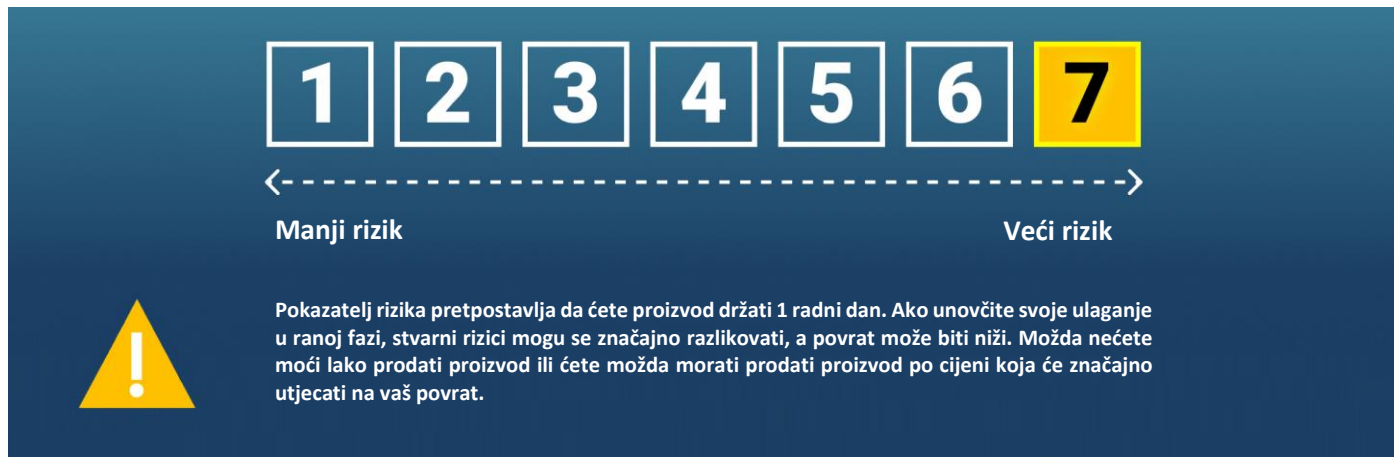 1 2 3 4 5 6 7
Manji rizik Veći rizik
Pokazatelj rizika pretpostavlja da ćete proizvod držati 1 radni dan. Ako unovčite svoje ulaganje
u ranoj fazi, stvarni rizici mogu se značajno razlikovati, a povrat može biti niži. Možda nećete
moći lako prodati proizvod ili ćete možda morati prodati proizvod po cijeni koja će značajno
utjecati na vaš povrat.